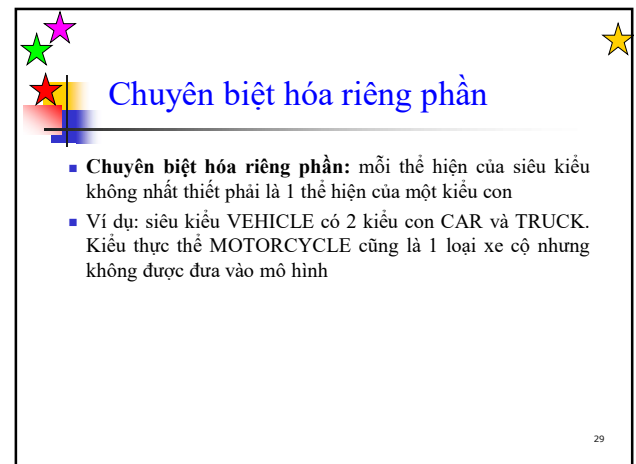 Chuyên biệt hóa riêng phần
Chuyên biệt hóa riêng phần: mỗi thể hiện của siêu kiểu
không nhất thiết phải là 1 thể hiện của một kiểu con
Ví dụ: siêu kiểu VEHICLE có 2 kiểu con CAR và TRUCK.
Kiểu thực thể MOTORCYCLE cũng là 1 loại xe cộ nhưng
không được đưa vào mô hình
29